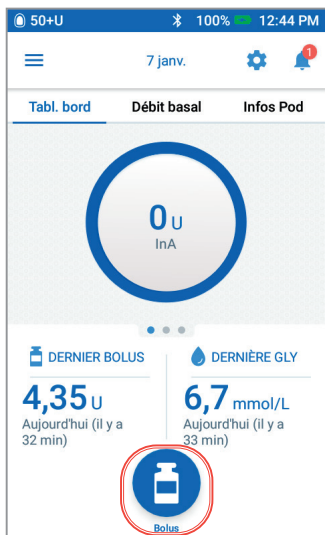 50+U 100% 12:44 PM
7 janv. 1
Tabl. bord Débit basal Infos Pod
0 U
InA
DERNIER BOLUS
4,35 U
Aujourd'hui (il y a
32 min)
DERNIÈRE GLY
6,7 mmol/L
Aujourd'hui (il y a
33 min)
Bolus